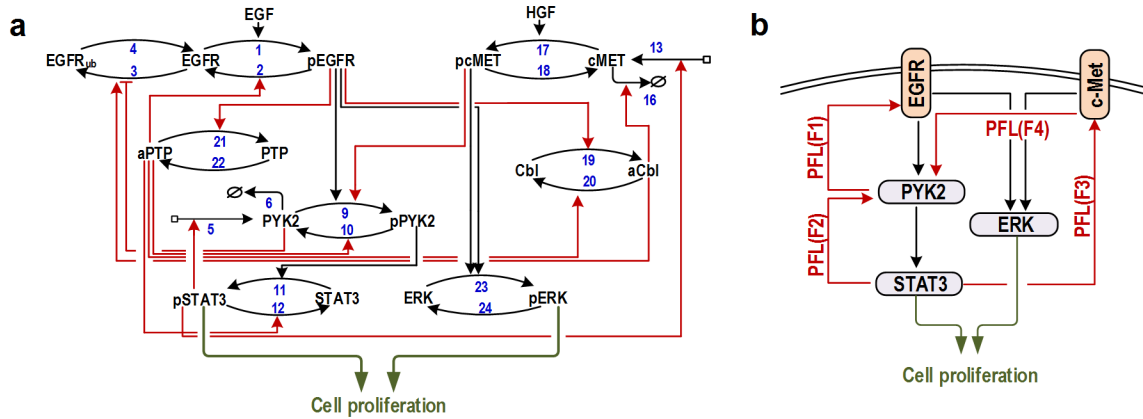 a
EGF
HGF
EGFRub
4
3
EGFR
1
2
pEGFR
pcMET
17
18
cMET
13
16
Ø
aPTP
21
22
PTP
Cbl
19
20
aCbl
Ø
6
5
PYK2
9
10
pPYK2
pSTAT3
11
12
STAT3
ERK
23
24
pERK
Cell proliferation
b
EGFR
c-Met
PFL(F1)
PFL(F4)
PYK2
PFL(F2)
ERK
PFL(F3)
STAT3
Cell proliferation